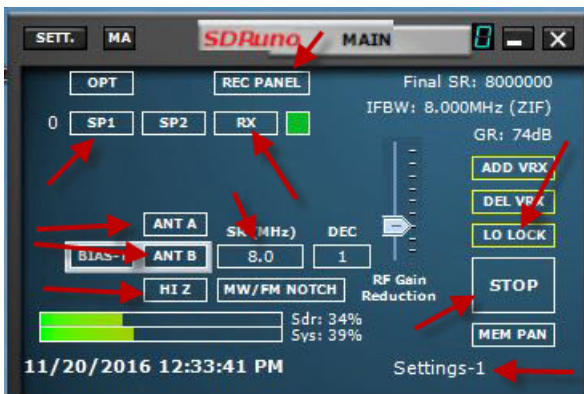 SETT. MA SDRuno MAIN 8
OPT REC PANEL Final SR: 8000000
IFBW: 8.000MHz (ZIF)
0 SP1 SP2 RX GR: 74dB
ADD VRX
DEL VRX
ANT A SR (MHz) DEC LO LOCK
BIAS-T ANT B 8.0 1
HI Z MW/FM NOTCH RF Gain Reduction STOP
Sdr: 34%
Sys: 39% MEM PAN
11/20/2016 12:33:41 PM Settings-1